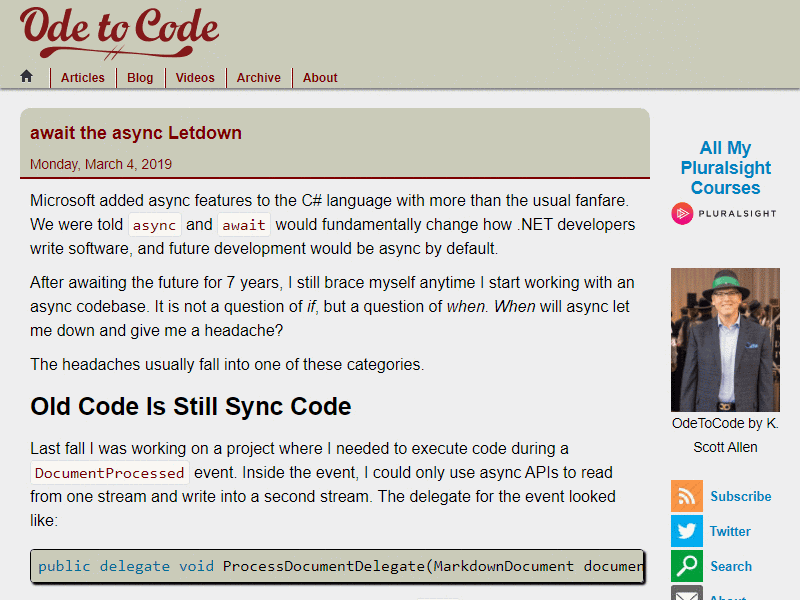 Ode to Code
Articles
Blog
Videos
Archive
About
await the async Letdown
Monday, March 4, 2019
Microsoft added async features to the C# language with more than the usual fanfare.
We were told async and await would fundamentally change how .NET developers
write software, and future development would be async by default.
After awaiting the future for 7 years, I still brace myself anytime I start working with an
async codebase. It is not a question of if, but a question of when. When will async let
me down and give me a headache?
The headaches usually fall into one of these categories.
Old Code Is Still Sync Code
Last fall I was working on a project where I needed to execute code during a
DocumentProcessed event. Inside the event, I could only use async APIs to read
from one stream and write into a second stream. The delegate for the event looked
like:
public delegate void ProcessDocumentDelegate(MarkdownDocument documen
All My
Pluralsight
Courses
PLURALSIGHT
OdeToCode by K.
Scott Allen
Subscribe
Twitter
Search
About